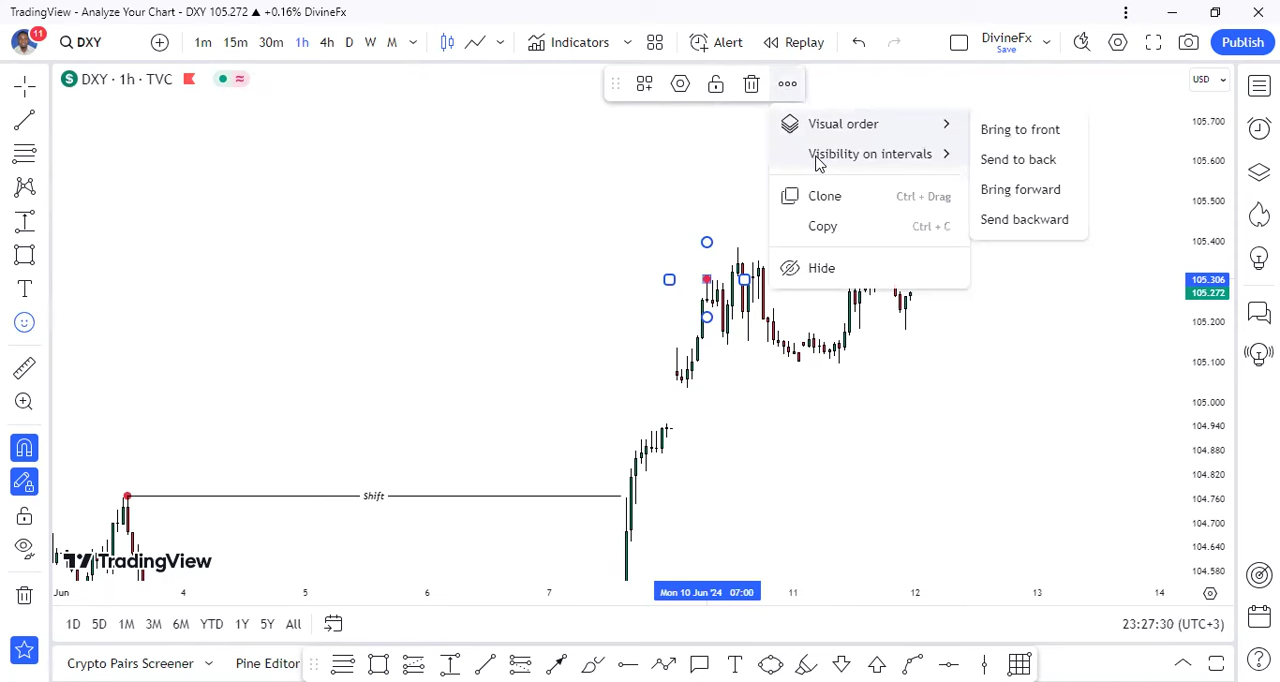 TradingView - Analyze Your Chart - DXY 105.272 ▲ +0.16% DivineFx
11
DXY
1m 15m 30m 1h 4h D W M
Indicators
Alert
Replay
DivineFx
Save
Publish
DXY · 1h · TVC
USD
Visual order
Visibility on intervals
Clone Ctrl + Drag
Copy Ctrl + C
Hide
Bring to front
Send to back
Bring forward
Send backward
105.700
105.600
105.500
105.400
105.306
105.272
105.200
105.100
105.000
104.940
104.880
104.820
104.760
104.700
104.640
104.580
Shift
TradingView
Jun 4 5 6 7 Mon 10 Jun '24 07:00 11 12 13 14
1D 5D 1M 3M 6M YTD 1Y 5Y All
23:27:30 (UTC+3)
Crypto Pairs Screener
Pine Editor